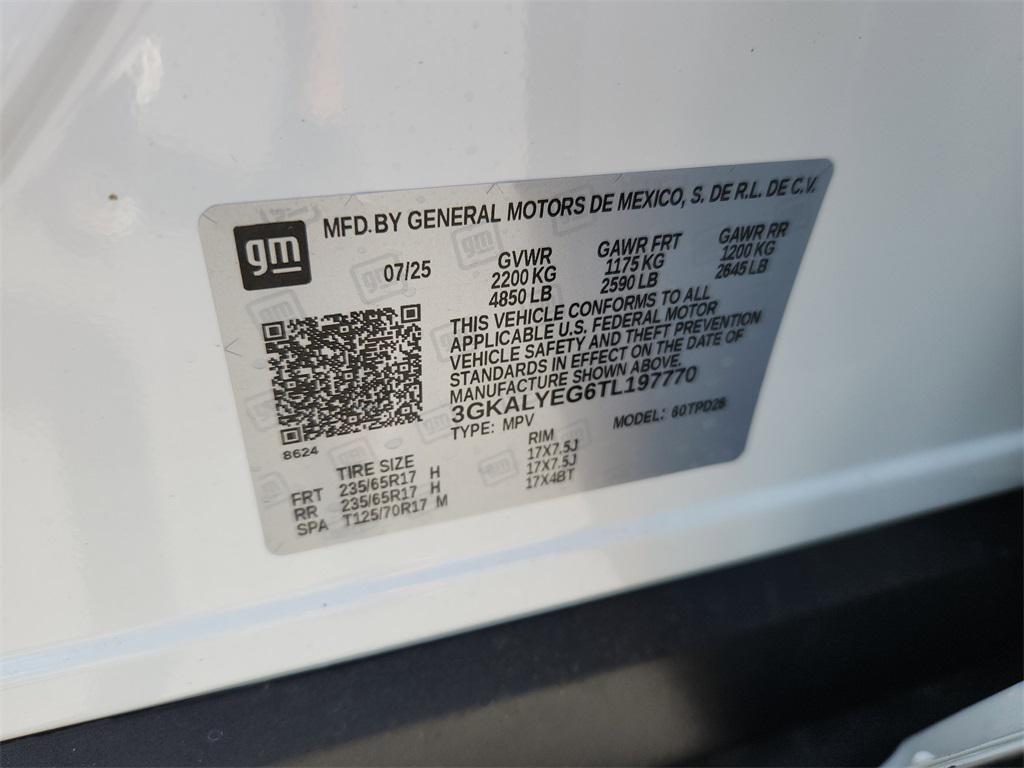 gm
MFD. BY GENERAL MOTORS DE MEXICO, S. DE R.L. DE C.V.
07/25 GVWR GAWR FRT GAWR RR
2200 KG 1175 KG 1200 KG
4850 LB 2590 LB 2645 LB
THIS VEHICLE CONFORMS TO ALL
APPLICABLE U.S. FEDERAL MOTOR
VEHICLE SAFETY AND THEFT PREVENTION
STANDARDS IN EFFECT ON THE DATE OF
MANUFACTURE SHOWN ABOVE.
3GKALYEG6TL197770
TYPE: MPV MODEL: 60TPD26
8624
TIRE SIZE RIM
FRT 235/65R17 H 17X7.5J
RR 235/65R17 H 17X7.5J
SPA T125/70R17 M 17X4BT